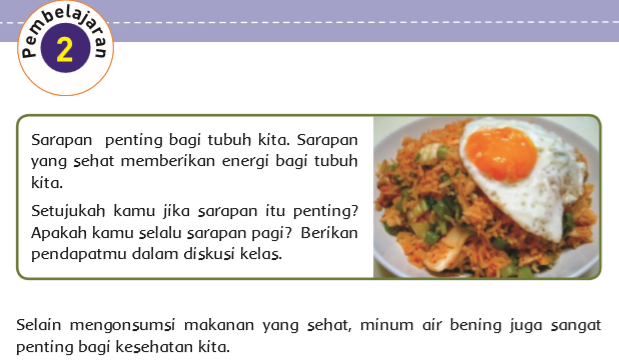 Pembelajaran
2
Sarapan penting bagi tubuh kita. Sarapan
yang sehat memberikan energi bagi tubuh
kita.
Setujukah kamu jika sarapan itu penting?
Apakah kamu selalu sarapan pagi? Berikan
pendapatmu dalam diskusi kelas.
Selain mengonsumsi makanan yang sehat, minum air bening juga sangat
penting bagi kesehatan kita.